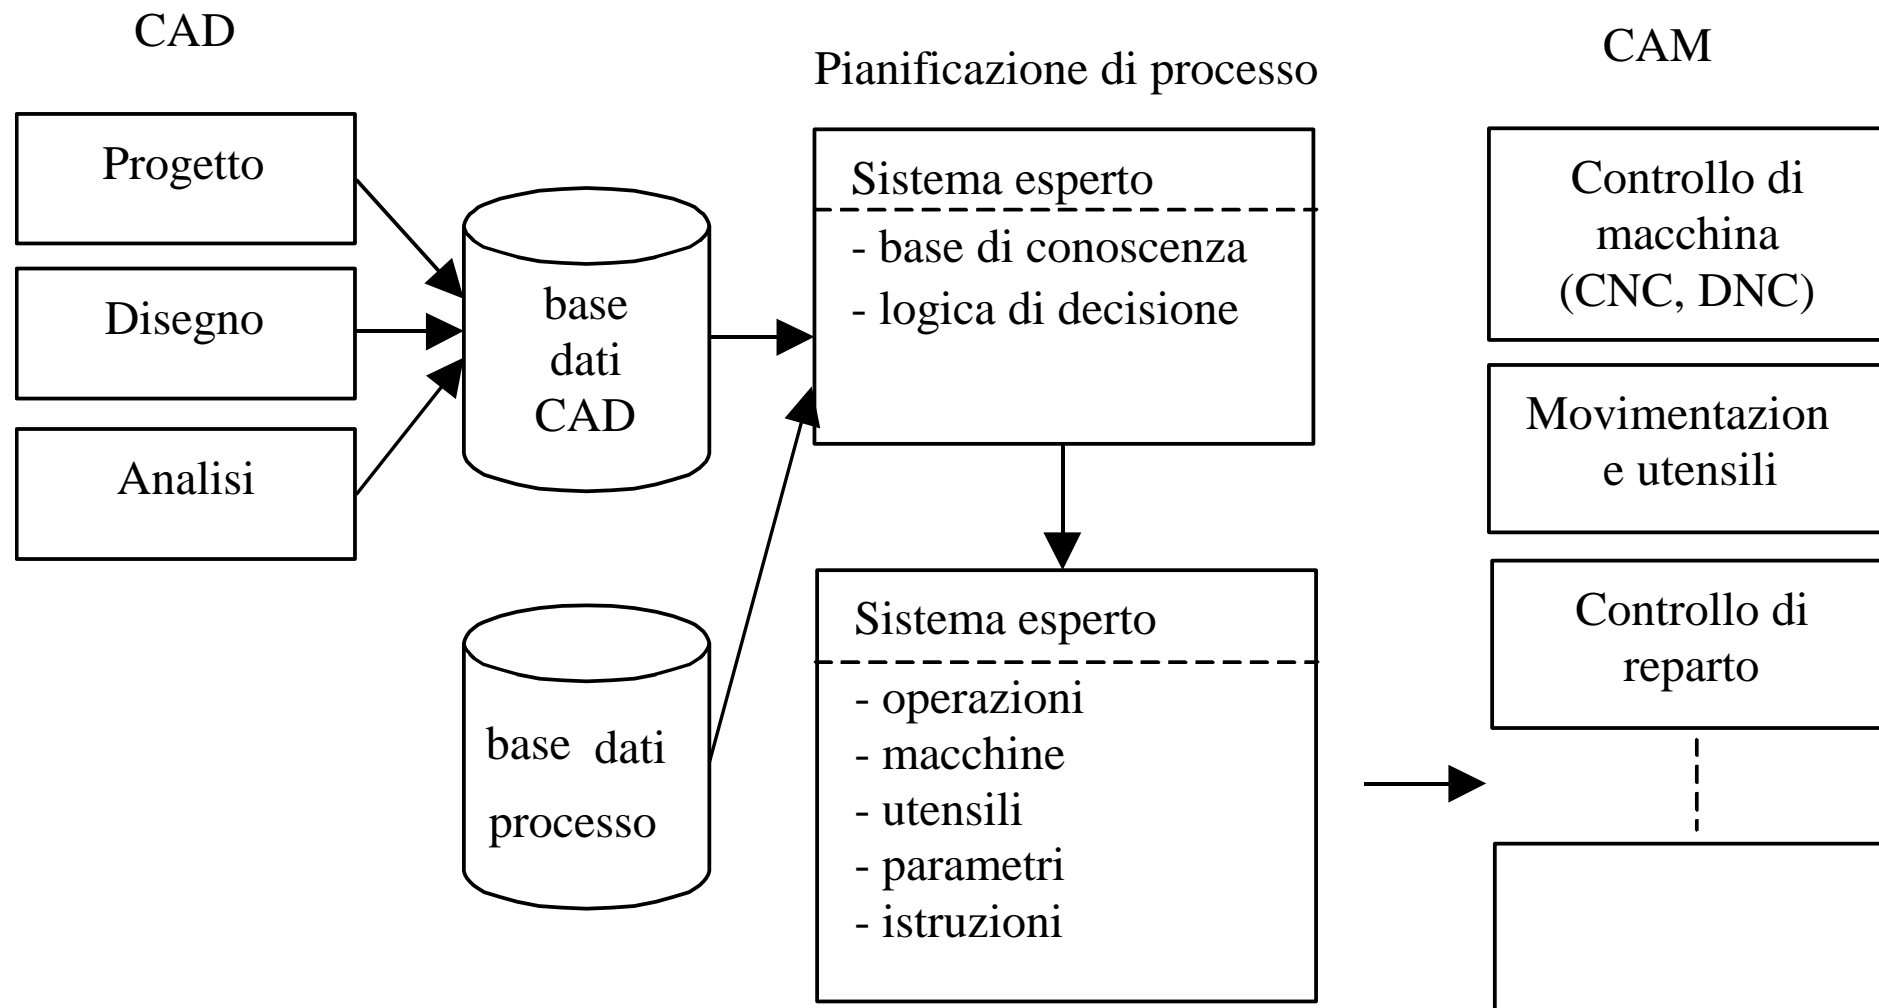 CAD
Progetto
Disegno
Analisi
base
dati
CAD
base dati
processo
Pianificazione di processo
Sistema esperto
- base di conoscenza
- logica di decisione
Sistema esperto
- operazioni
- macchine
- utensili
- parametri
- istruzioni
CAM
Controllo di
macchina
(CNC, DNC)
Movimentazion
e utensili
Controllo di
reparto